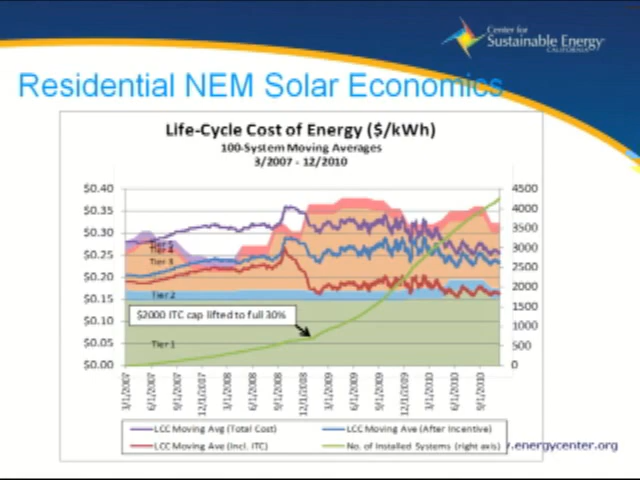 Center for
Sustainable Energy
CALIFORNIA
Residential NEM Solar Economics
Life-Cycle Cost of Energy ($/kWh)
100-System Moving Averages
3/2007 - 12/2010
$0.40
$0.35
$0.30
$0.25
$0.20
$0.15
$0.10
$0.05
$0.00
4500
4000
3500
3000
2500
2000
1500
1000
500
0
Tier 5
Tier 4
Tier 3
Tier 2
Tier 1
$2000 ITC cap lifted to full 30%
3/1/2007
6/1/2007
9/1/2007
12/1/2007
3/1/2008
6/1/2008
9/1/2008
12/1/2008
3/1/2009
6/1/2009
9/1/2009
12/1/2009
3/1/2010
6/1/2010
9/1/2010
LCC Moving Avg (Total Cost)
LCC Moving Ave (After Incentive)
LCC Moving Ave (Incl. ITC)
No. of Installed Systems (right axis)
.energycenter.org